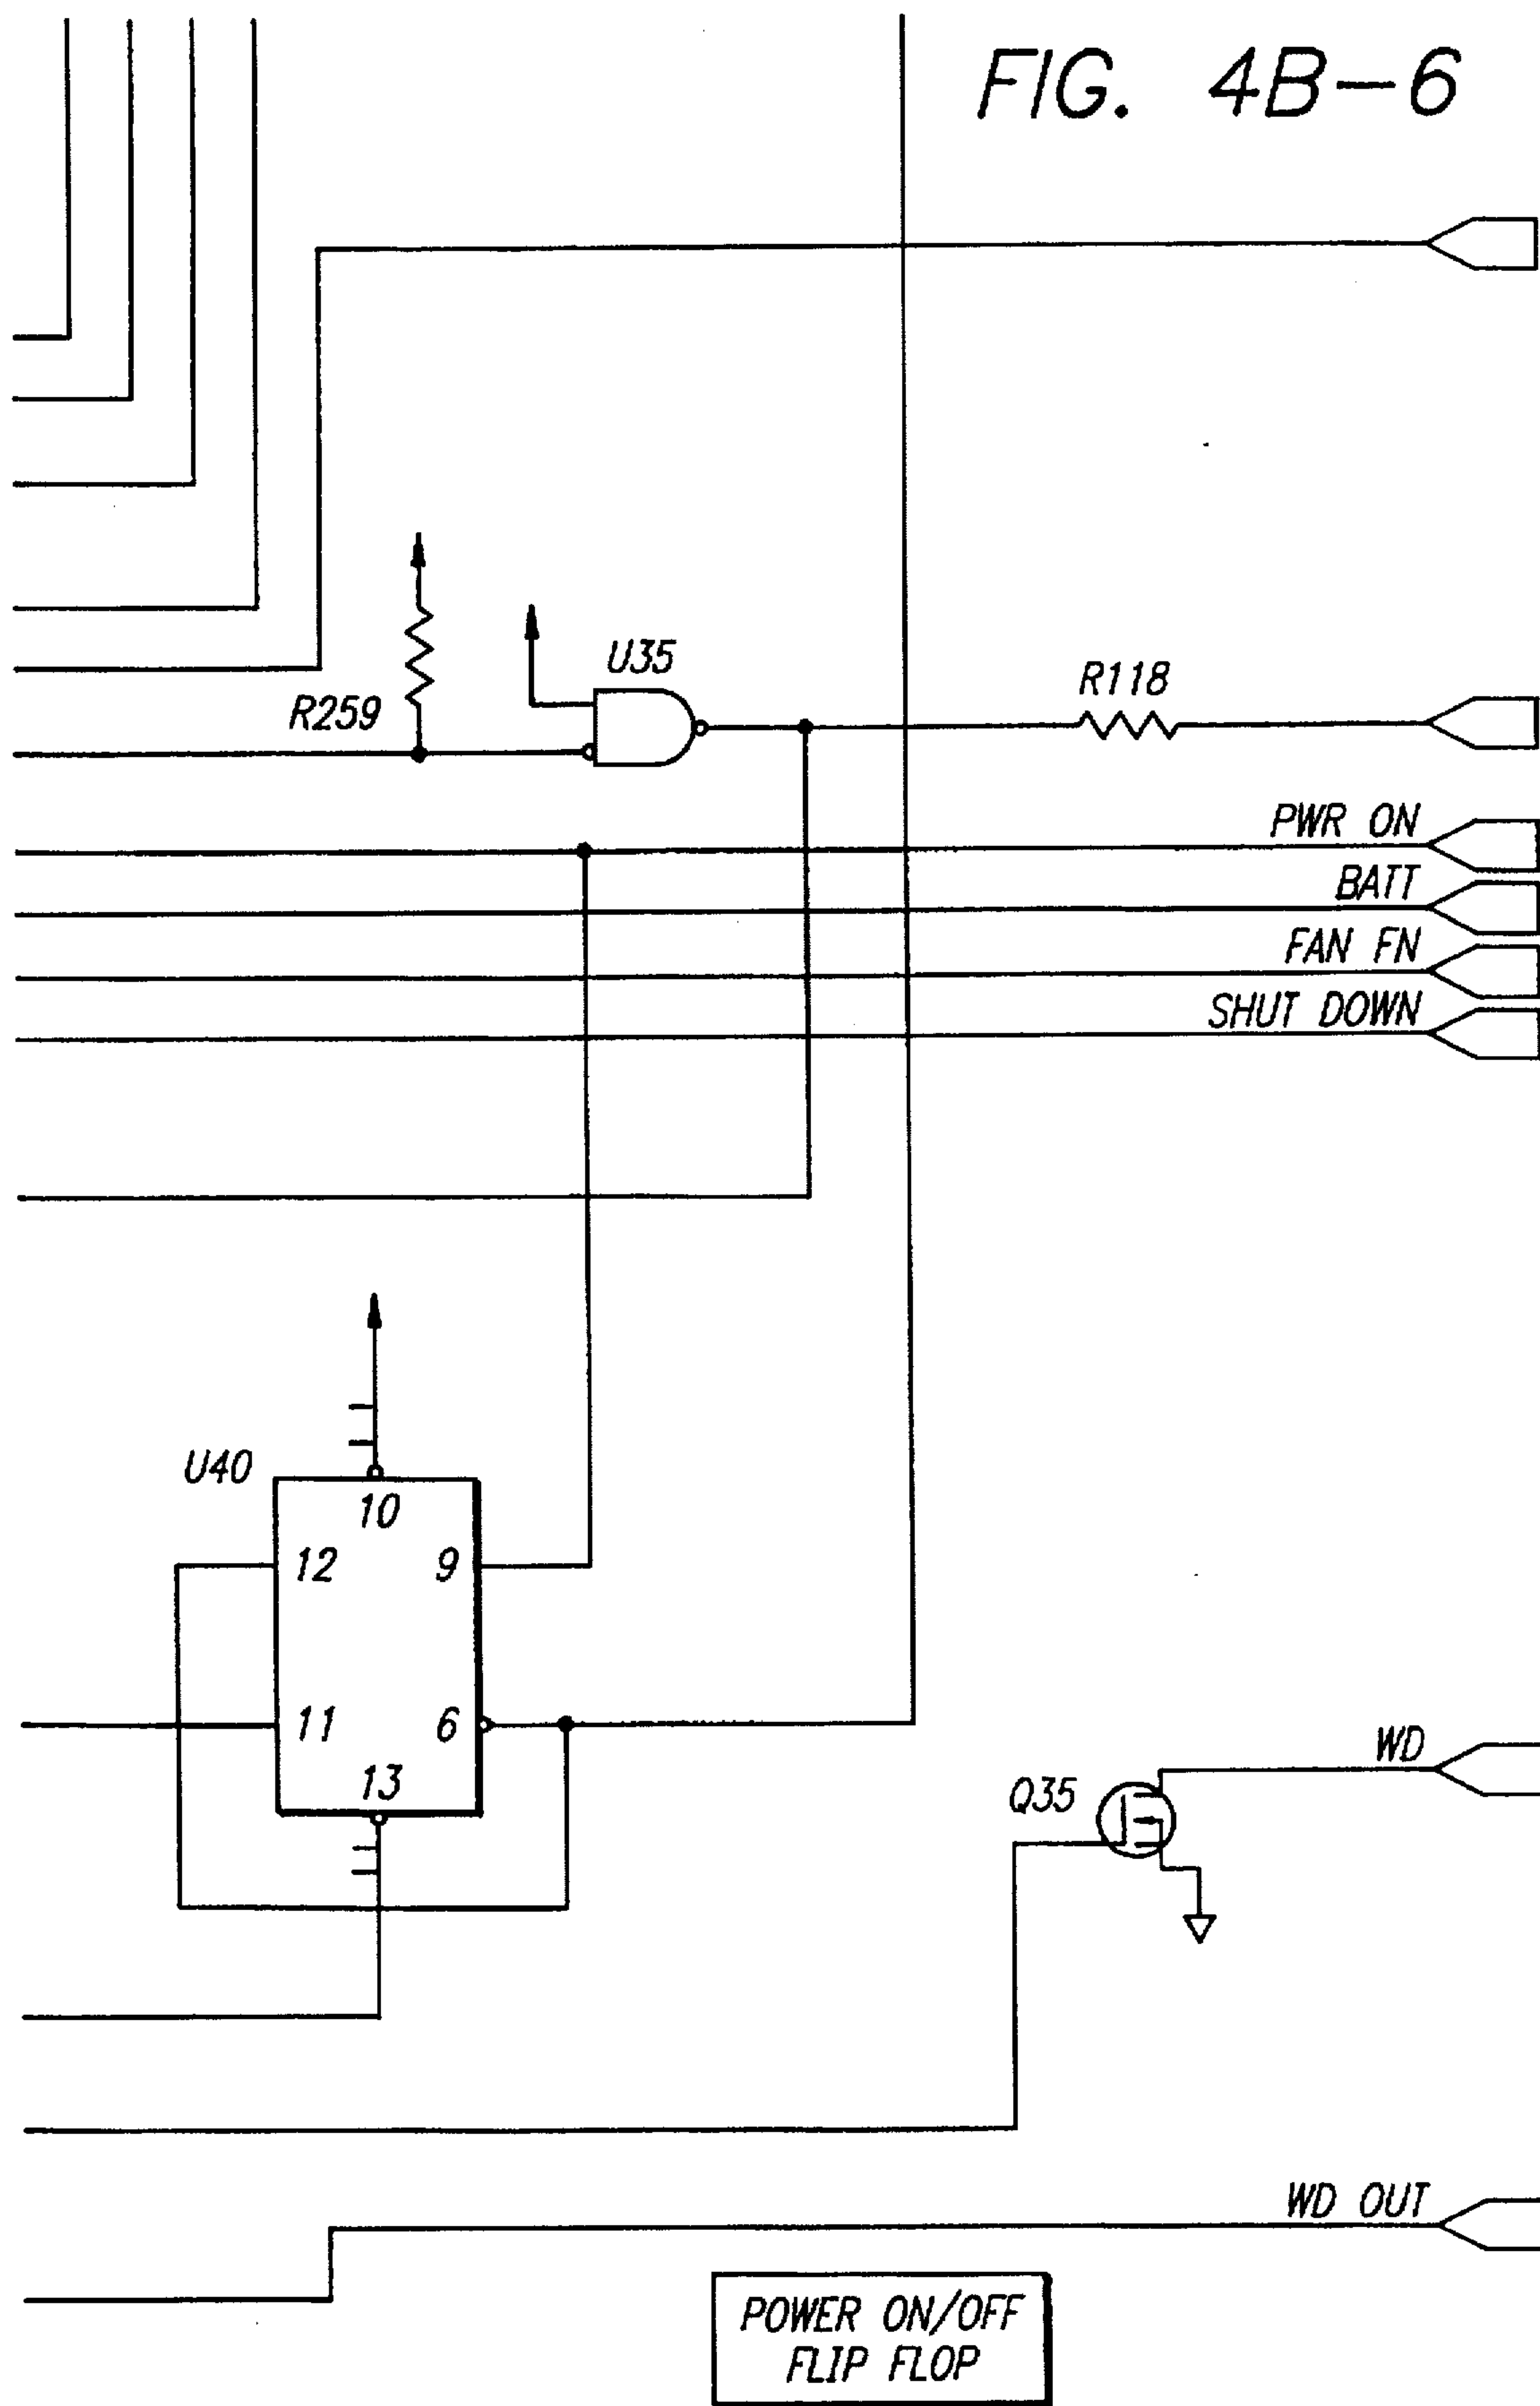 FIG. 4B-6
U35
R118
R259
PWR ON
BATT
FAN FN
SHUT DOWN
U40
10
12 9
11 6
13
WD
Q35
WD OUT
POWER ON/OFF
FLIP FLOP